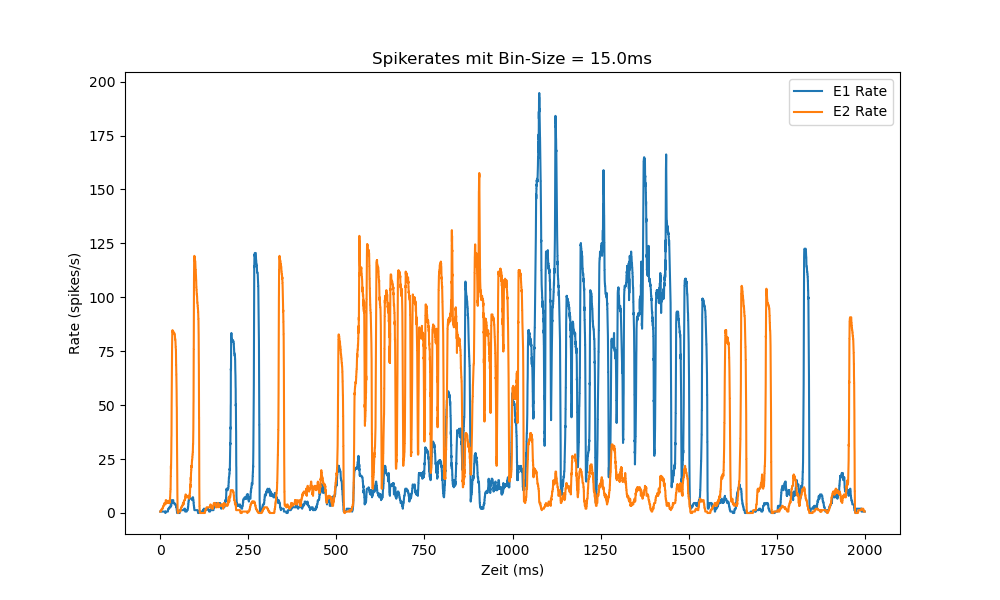 Spikerates mit Bin-Size = 15.0ms
E1 Rate
E2 Rate
Rate (spikes/s)
200
175
150
125
100
75
50
25
0
0 250 500 750 1000 1250 1500 1750 2000
Zeit (ms)